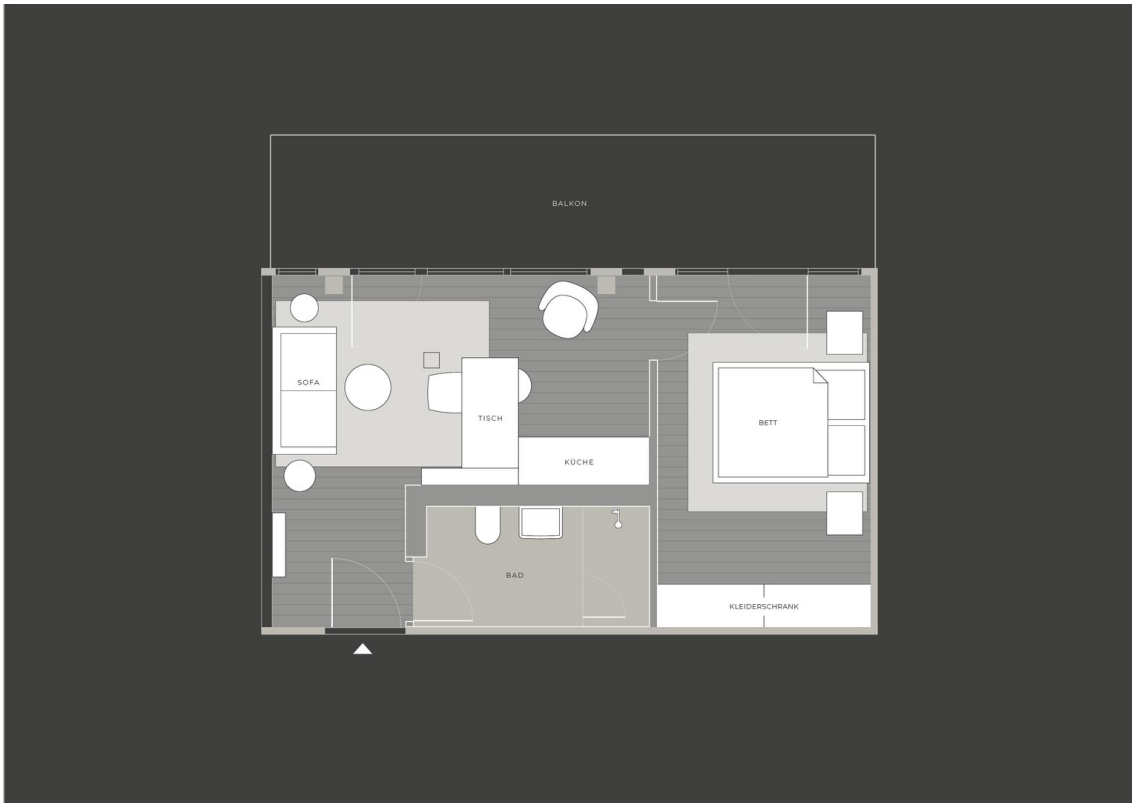 BALKON
SOFA
TISCH
BETT
KÜCHE
BAD
KLEIDERSCHRANK